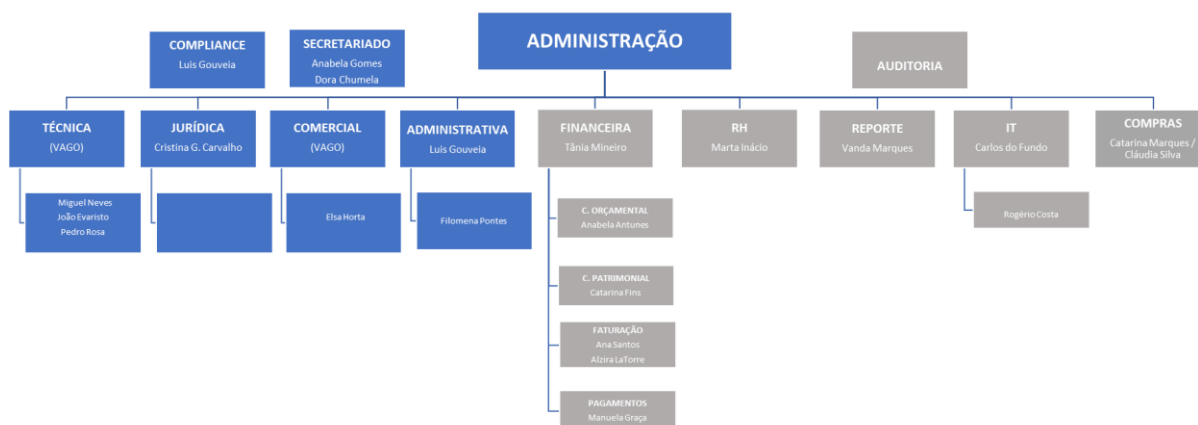 COMPLIANCE
Luis Gouveia
SECRETARIADO
Anabela Gomes
Dora Chumela
ADMINISTRAÇÃO
AUDITORIA
TÉCNICA
(VAGO)
JURÍDICA
Cristina G. Carvalho
COMERCIAL
(VAGO)
ADMINISTRATIVA
Luis Gouveia
FINANCEIRA
Tânia Mineiro
RH
Marta Inácio
REPORTE
Vanda Marques
IT
Carlos do Fundo
COMPRAS
Catarina Marques /
Cláudia Silva
Miguel Neves
João Evaristo
Pedro Rosa
Elsa Horta
Filomena Pontes
C. ORÇAMENTAL
Anabela Antunes
Rogério Costa
C. PATRIMONIAL
Catarina Fins
FATURAÇÃO
Ana Santos
Alzira LaTorre
PAGAMENTOS
Manuela Graça